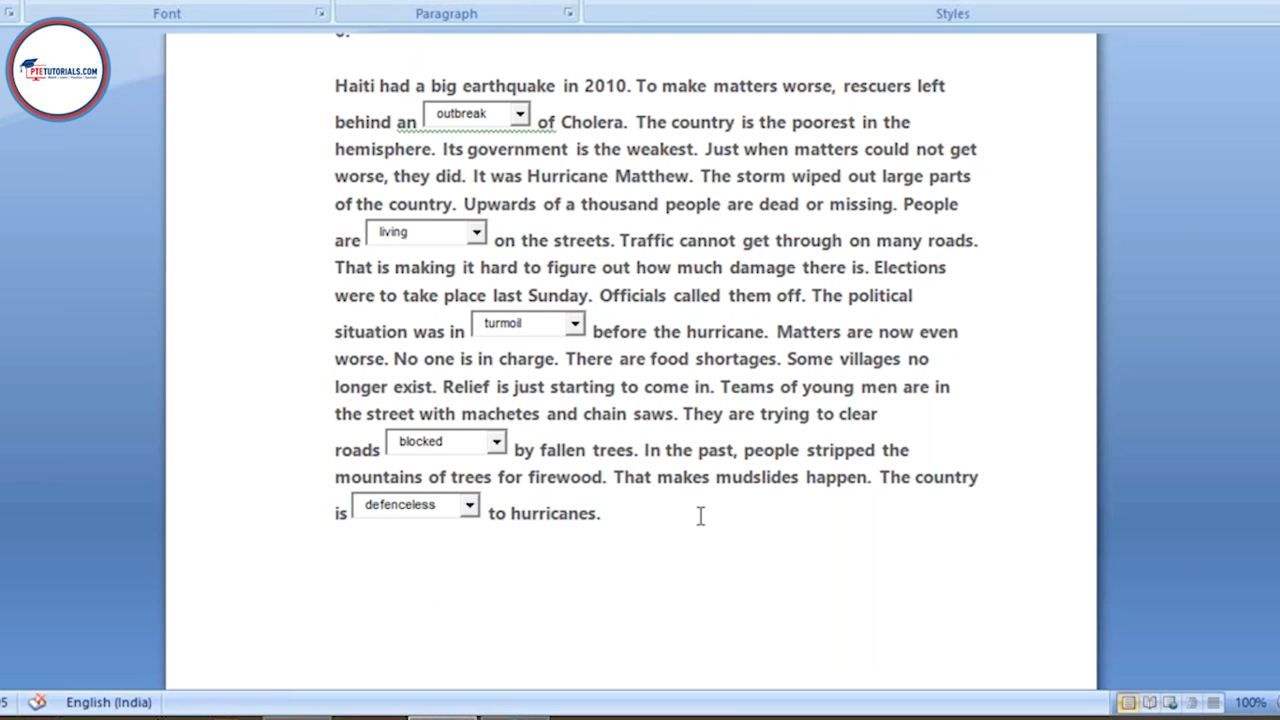 Font
Paragraph
Styles
PTETUTORIALS.COM
Haiti had a big earthquake in 2010. To make matters worse, rescuers left
behind an outbreak of Cholera. The country is the poorest in the
hemisphere. Its government is the weakest. Just when matters could not get
worse, they did. It was Hurricane Matthew. The storm wiped out large parts
of the country. Upwards of a thousand people are dead or missing. People
are living on the streets. Traffic cannot get through on many roads.
That is making it hard to figure out how much damage there is. Elections
were to take place last Sunday. Officials called them off. The political
situation was in turmoil before the hurricane. Matters are now even
worse. No one is in charge. There are food shortages. Some villages no
longer exist. Relief is just starting to come in. Teams of young men are in
the street with machetes and chain saws. They are trying to clear
roads blocked by fallen trees. In the past, people stripped the
mountains of trees for firewood. That makes mudslides happen. The country
is defenceless to hurricanes.
English (India)
100%